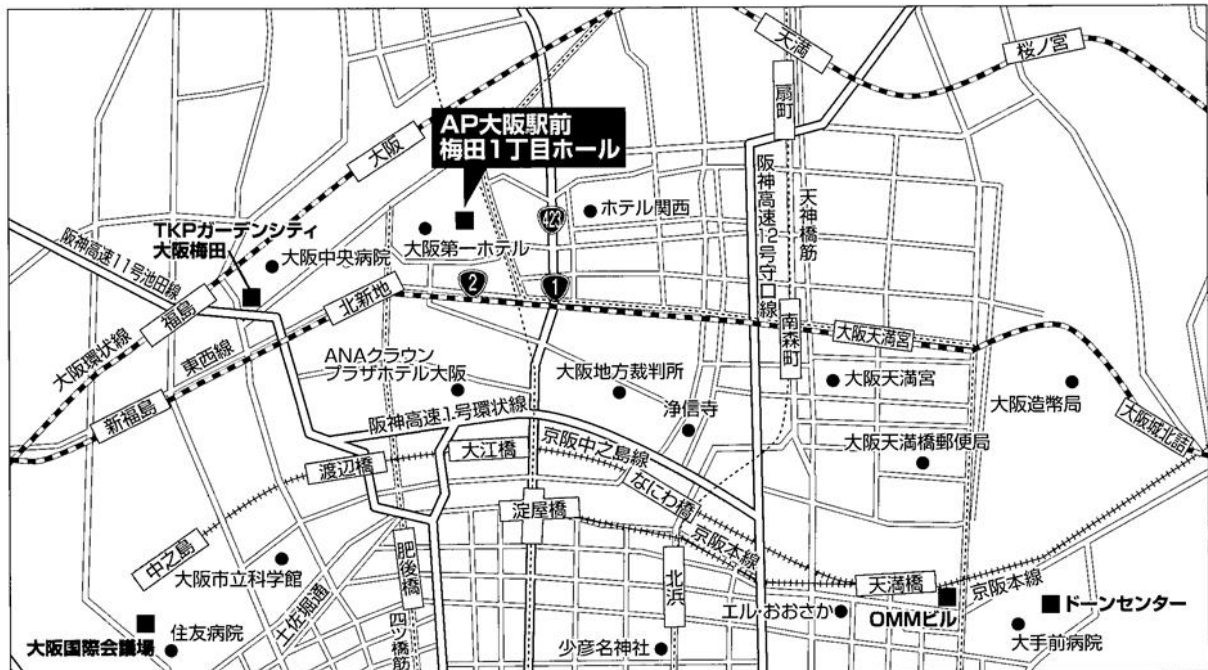 天満
桜ノ宮
扇町
AP大阪駅前
梅田1丁目ホール
大阪
阪神高速2号守口線
天神橋筋
423
ホテル関西
TKPガーデンシティ
大阪梅田
大阪中央病院
大阪第一ホテル
阪神高速11号池田線
2
1
福島
北新地
大阪環状線
東西線
南森町
大阪天満宮
ANAクラウン
プラザホテル大阪
大阪地方裁判所
大阪天満宮
大阪造幣局
新福島
阪神高速1号環状線
浄信寺
大阪城北詰
大阪天満橋郵便局
渡辺橋
大江橋
京阪中之島線
なにわ橋
淀屋橋
京阪本線
中之島
大阪市立科学館
肥後橋
北浜
天満橋
京阪本線
土佐堀通
エル・おおさか
OMMビル
ドーンセンター
大阪国際会議場
住友病院
四ツ橋筋
少彦名神社
大手前病院